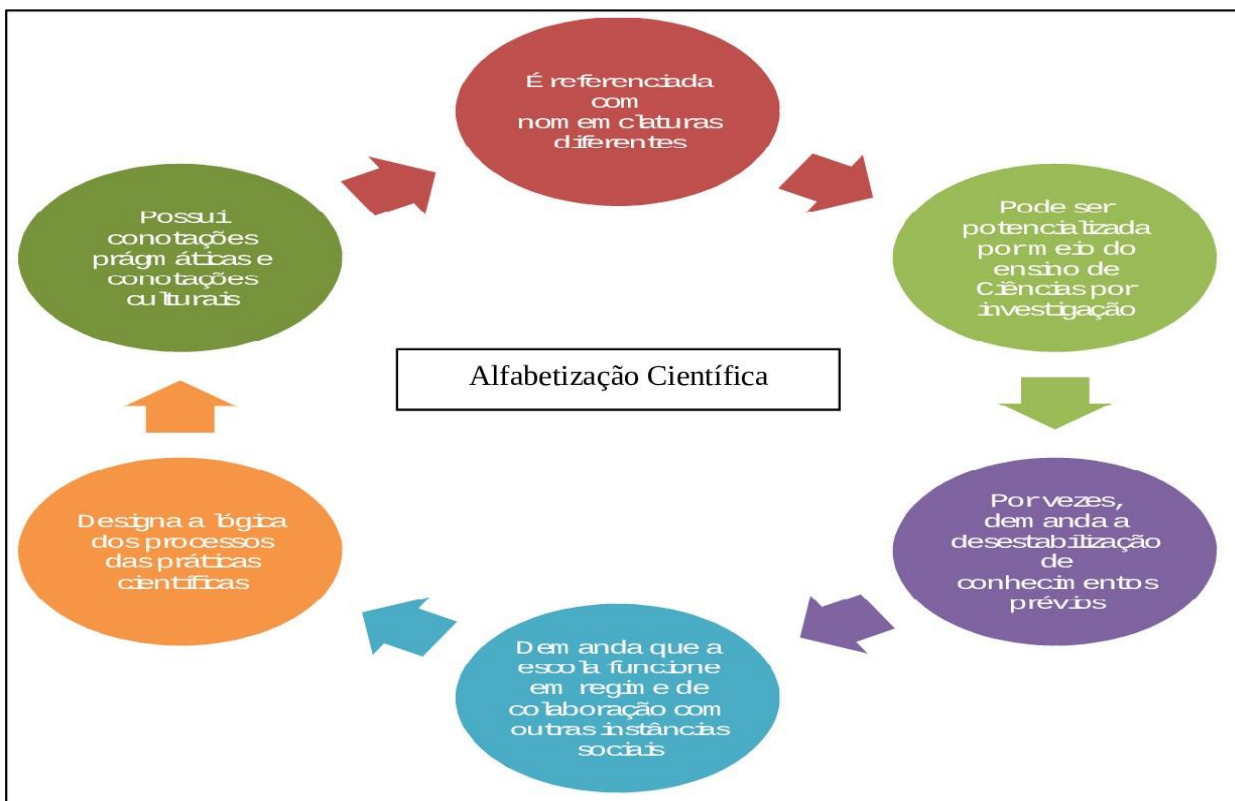 É referenciada
com
nomemclaturas
diferentes
Pode ser
potencializada
por meio do
ensino de
Ciências por
investigação
Por vezes,
demanda a
desestabilização
de
conhecimentos
prévios
Demanda que a
escola funcione
em regime de
colaboração com
outras instâncias
sociais
Designa a lógica
dos processos
das práticas
científicas
Possui
conotações
prágmáticas e
conotações
culturais
Alfabetização Científica